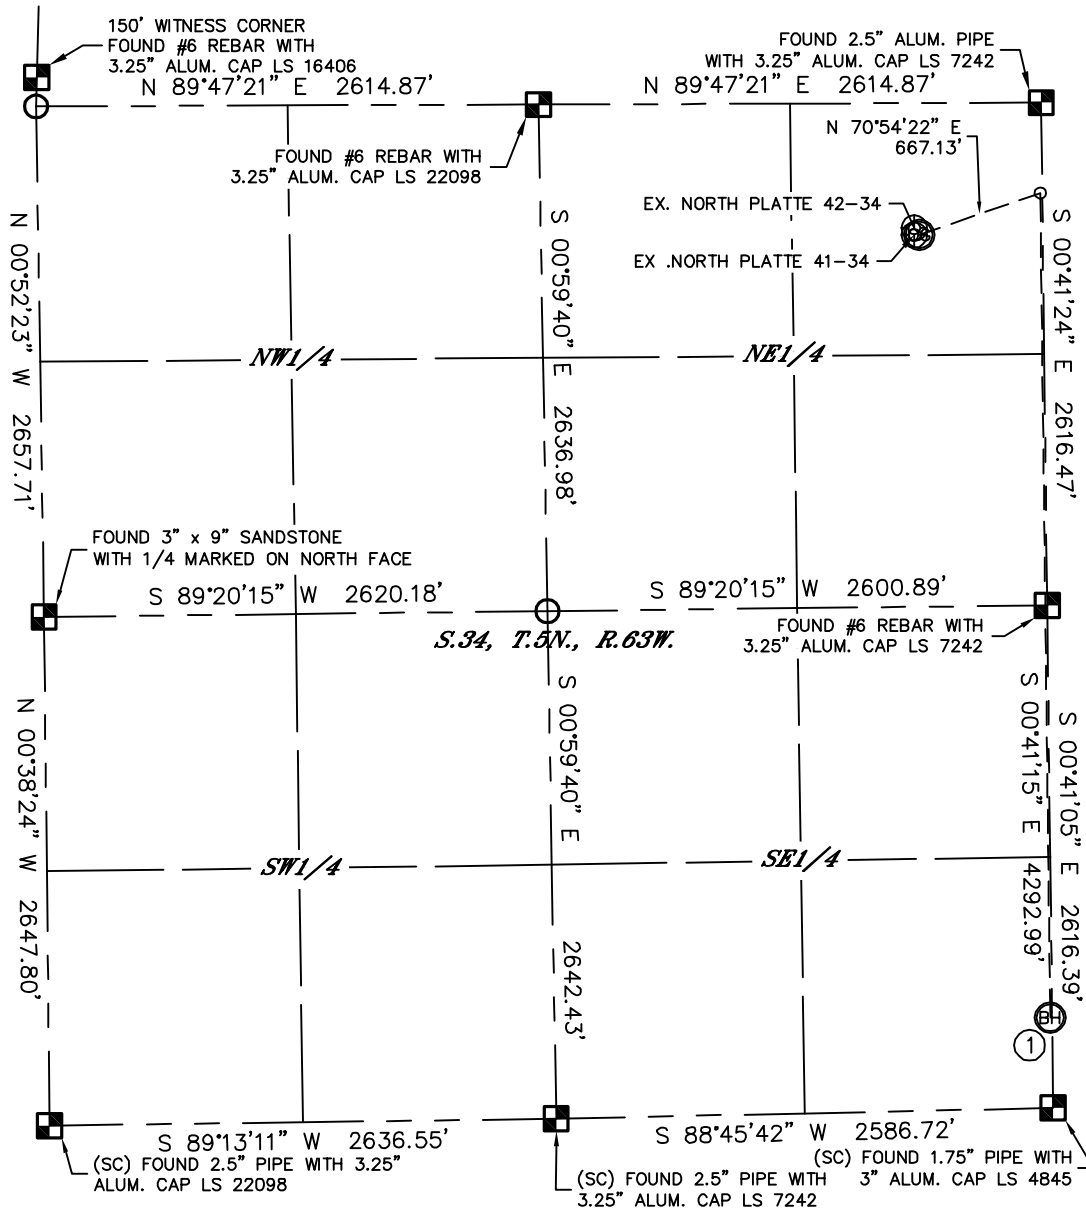 150' WITNESS CORNER
FOUND #6 REBAR WITH
3.25" ALUM. CAP LS 16406
FOUND 2.5" ALUM. PIPE
WITH 3.25" ALUM. CAP LS 7242
N 89°47'21" E 2614.87'
N 89°47'21" E 2614.87'
N 70°54'22" E
667.13'
FOUND #6 REBAR WITH
3.25" ALUM. CAP LS 22098
EX. NORTH PLATTE 42-34
EX .NORTH PLATTE 41-34
N 00°52'23" W 2657.71'
S 00°59'40" E 2636.98'
S 00°41'24" E 2616.47'
NW1/4
NE1/4
FOUND 3" x 9" SANDSTONE
WITH 1/4 MARKED ON NORTH FACE
S 89°20'15" W 2620.18'
S 89°20'15" W 2600.89'
FOUND #6 REBAR WITH
3.25" ALUM. CAP LS 7242
S.34, T.5N., R.63W.
N 00°38'24" W 2647.80'
S 00°59'40" E 2642.43'
S 00°41'15" E 4292.99'
S 00°41'05" E 2616.39'
SW1/4
SE1/4
BH
1
S 89°13'11" W 2636.55'
S 88°45'42" W 2586.72'
(SC) FOUND 2.5" PIPE WITH 3.25"
ALUM. CAP LS 22098
(SC) FOUND 2.5" PIPE WITH
3.25" ALUM. CAP LS 7242
(SC) FOUND 1.75" PIPE WITH
3" ALUM. CAP LS 4845